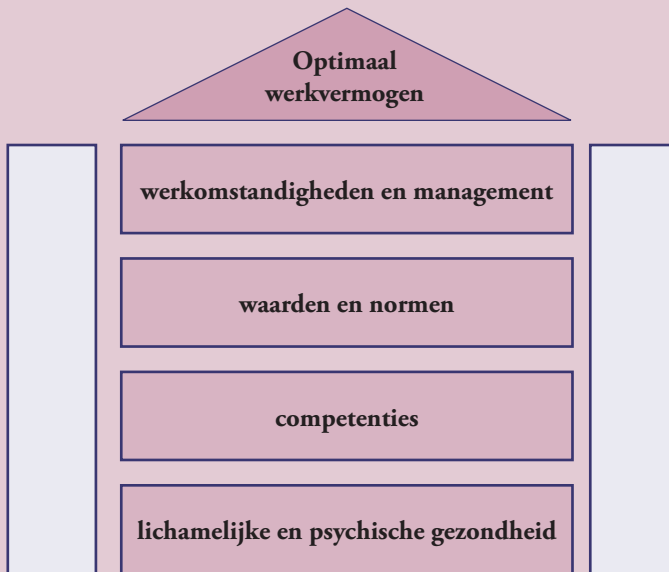 Optimaal
werkvermogen
werkomstandigheden en management
waarden en normen
competenties
lichamelijke en psychische gezondheid